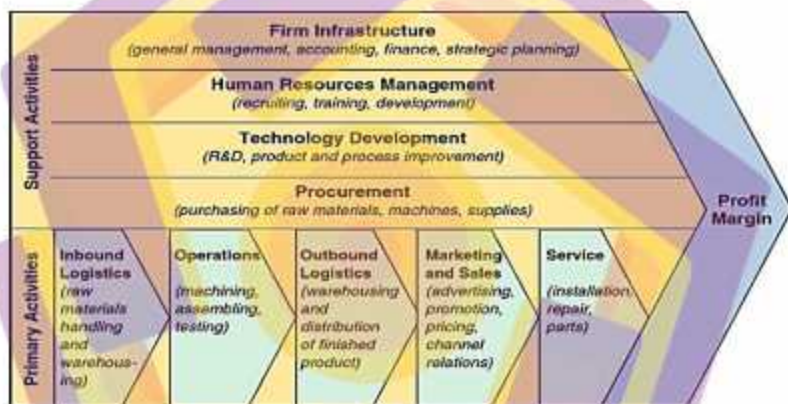 Support Activities
Firm Infrastructure
(general management, accounting, finance, strategic planning)
Human Resources Management
(recruiting, training, development)
Technology Development
(R&D, product and process improvement)
Procurement
(purchasing of raw materials, machines, supplies)
Profit
Margin
Primary Activities
Inbound
Logistics
(raw
materials
handling
and
warehous-
ing)
Operations
(machining,
assembling,
testing)
Outbound
Logistics
(warehousing
and
distribution
of finished
product)
Marketing
and Sales
(advertising,
promotion,
pricing,
channel
relations)
Service
(installation,
repair,
parts)